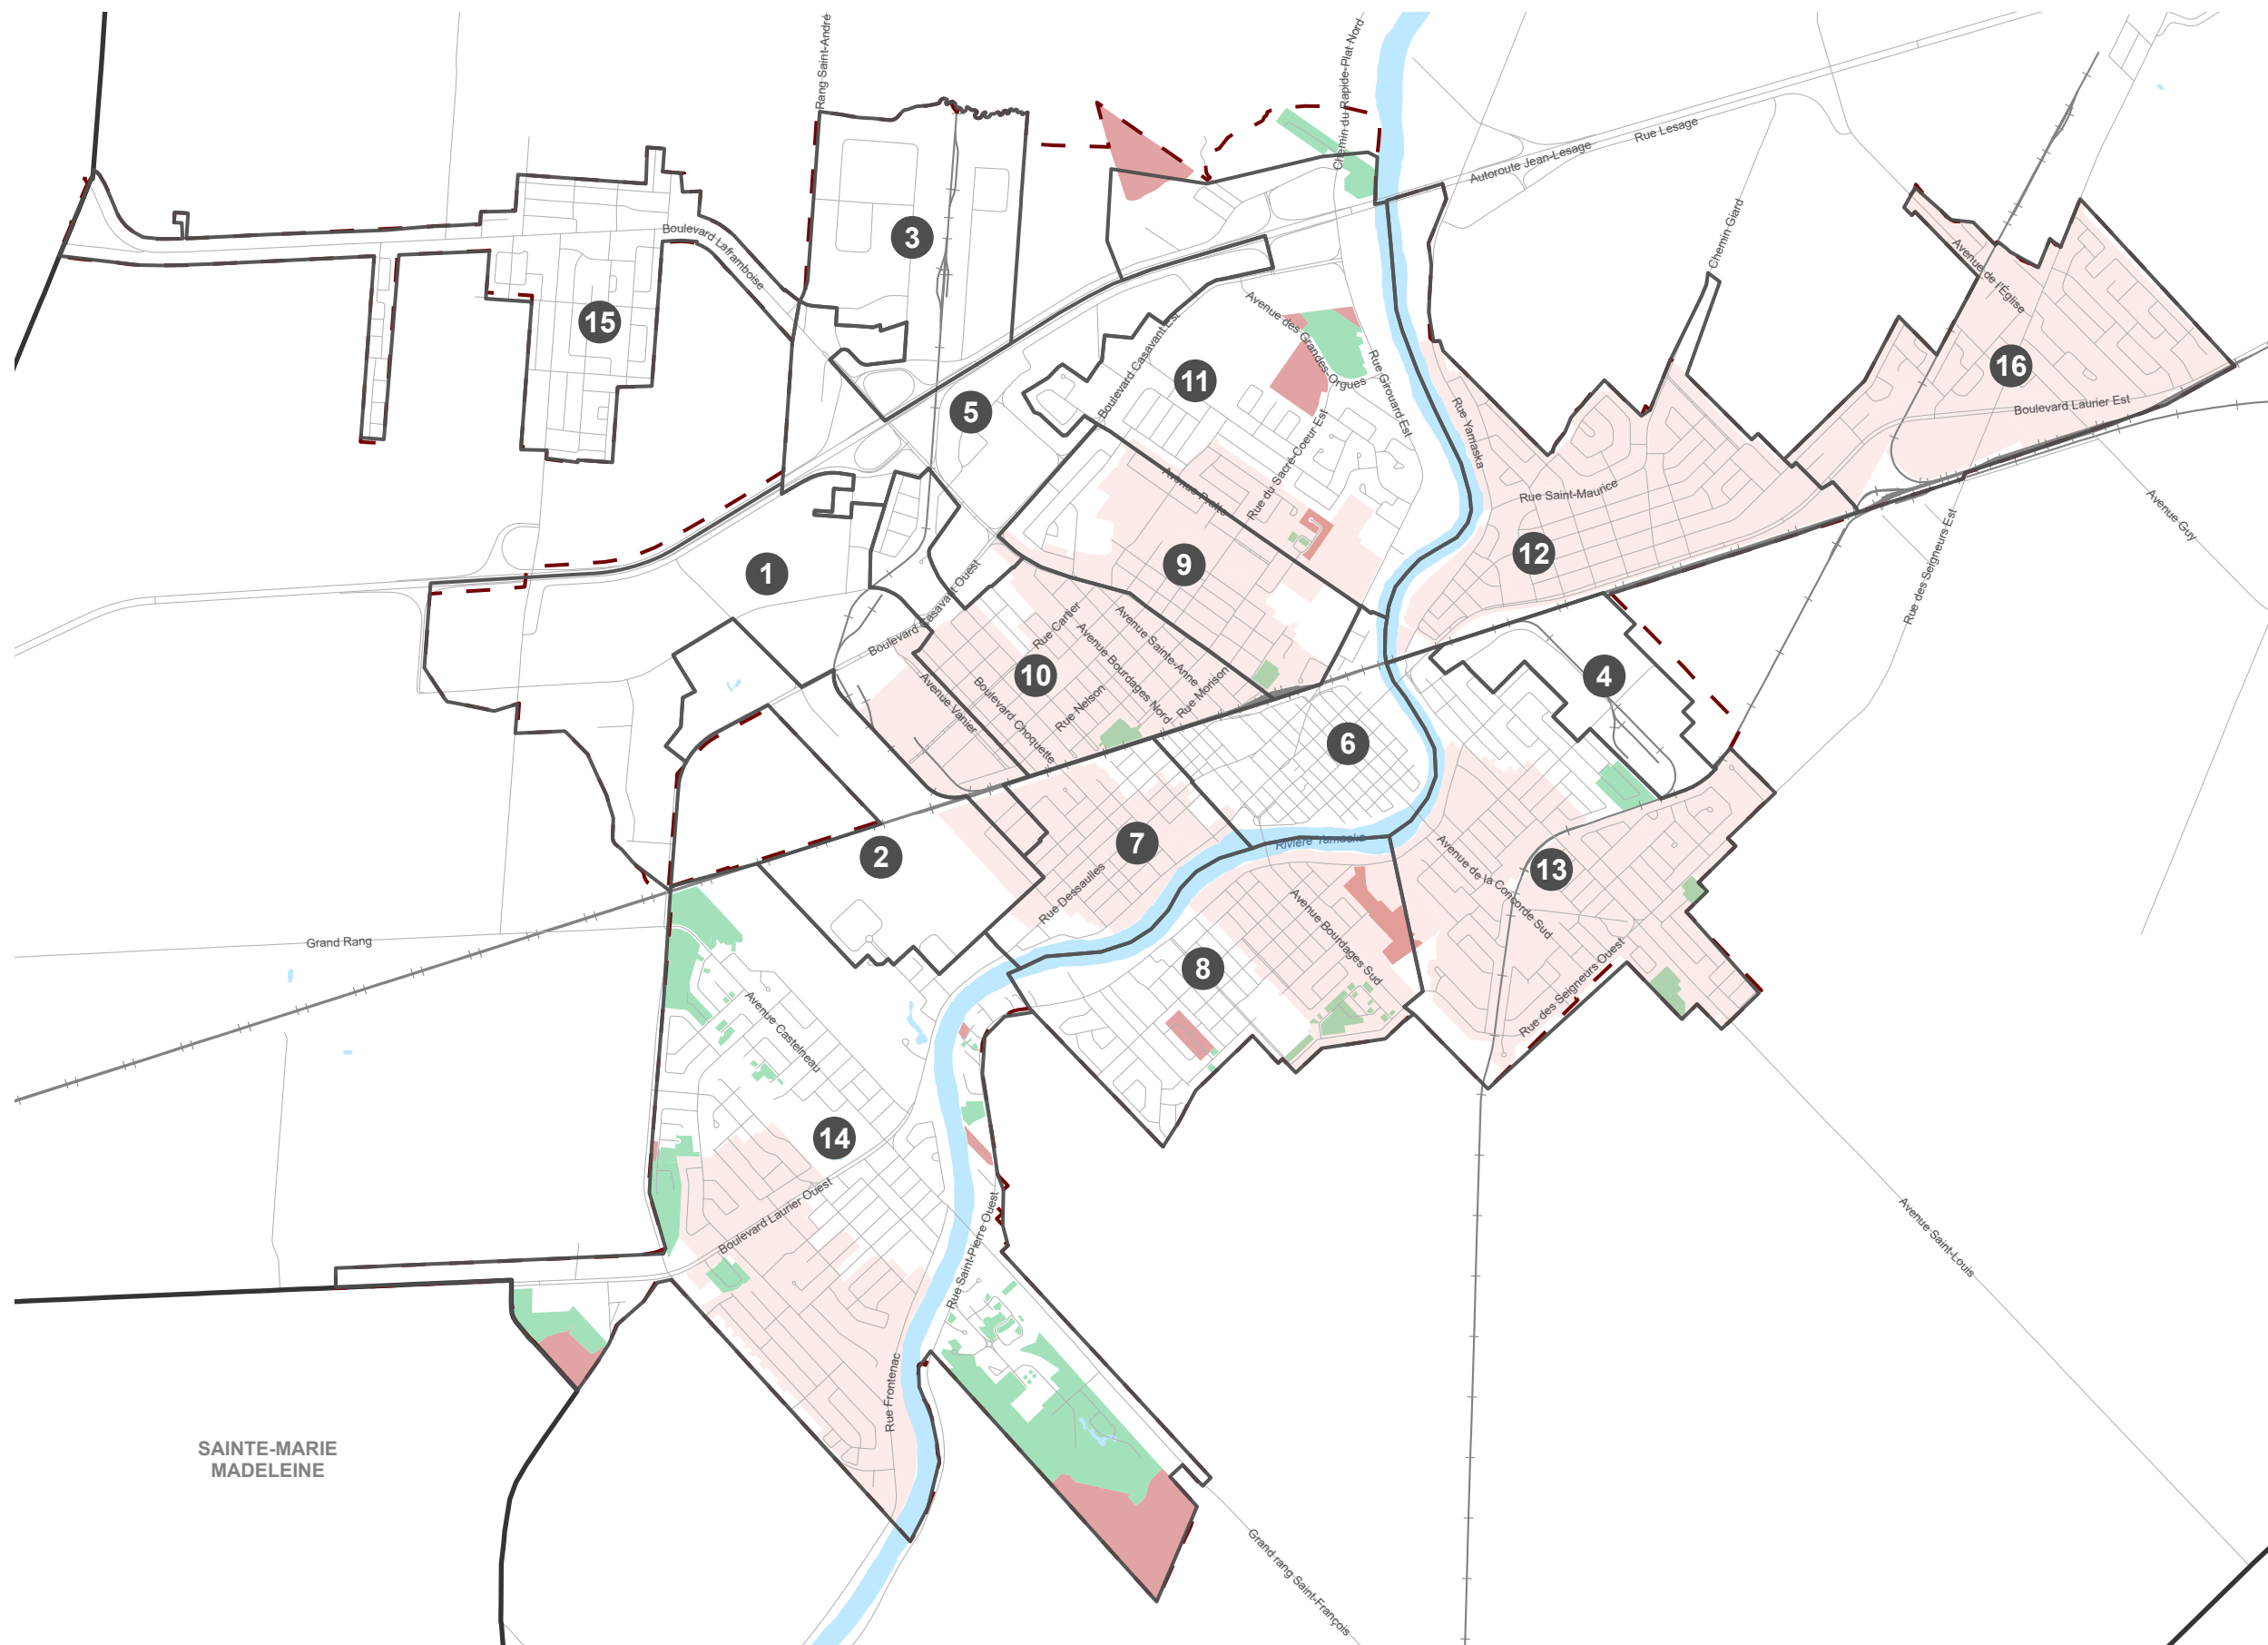 Rang Saint-André
Chemin du Rapide-Plat Nord
Autoroute Jean-Lesage
Rue Lesage
Boulevard Laframboise
3
Chemin Giard
Avenue de l'Église
15
16
Boulevard Laurier Est
Avenue des Grandes-Orgues
Boulevard Casavant Est
11
Rue Girouard Est
Rue Yamaska
5
Rue du Sacré-Coeur Est
Avenue Pratte
Rue Saint-Maurice
Avenue Guy
Rue des Seigneurs Est
12
9
1
Boulevard Casavant Ouest
Rue Cartier
Avenue Sainte-Anne
Avenue Bourdages Nord
10
Rue Morison
Rue Nelson
Boulevard Choquette
Avenue Vanier
4
6
7
2
Rivière Yamaska
Rue Dessaulles
Avenue de la Concorde Sud
13
Avenue Bourdages Sud
Rue des Seigneurs Ouest
8
Grand Rang
Avenue Castelneau
14
Boulevard Laurier Ouest
Rue Saint-Pierre Ouest
Avenue Saint-Louis
Rue Frontenac
SAINTE-MARIE
MADELEINE
Grand rang Saint-François